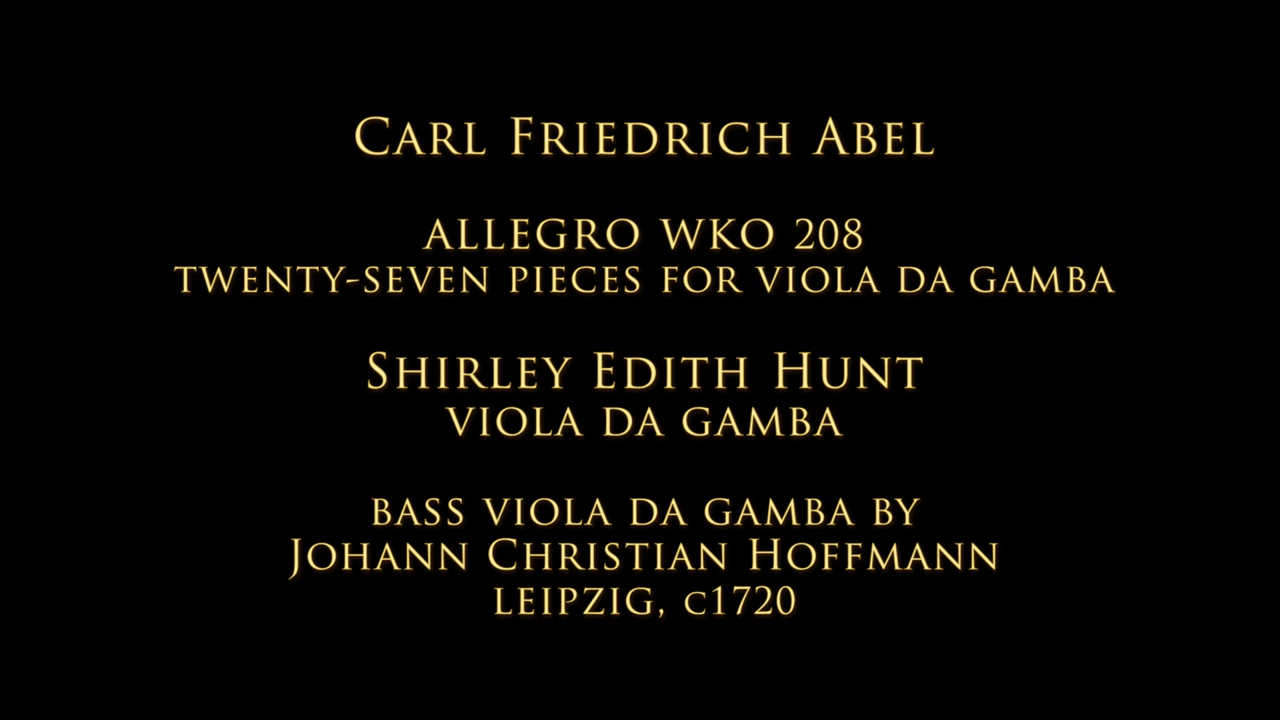 Carl Friedrich Abel
ALLEGRO WKO 208
TWENTY-SEVEN PIECES FOR VIOLA DA GAMBA
Shirley Edith Hunt
VIOLA DA GAMBA
BASS VIOLA DA GAMBA BY
Johann Christian Hoffmann
LEIPZIG, c1720